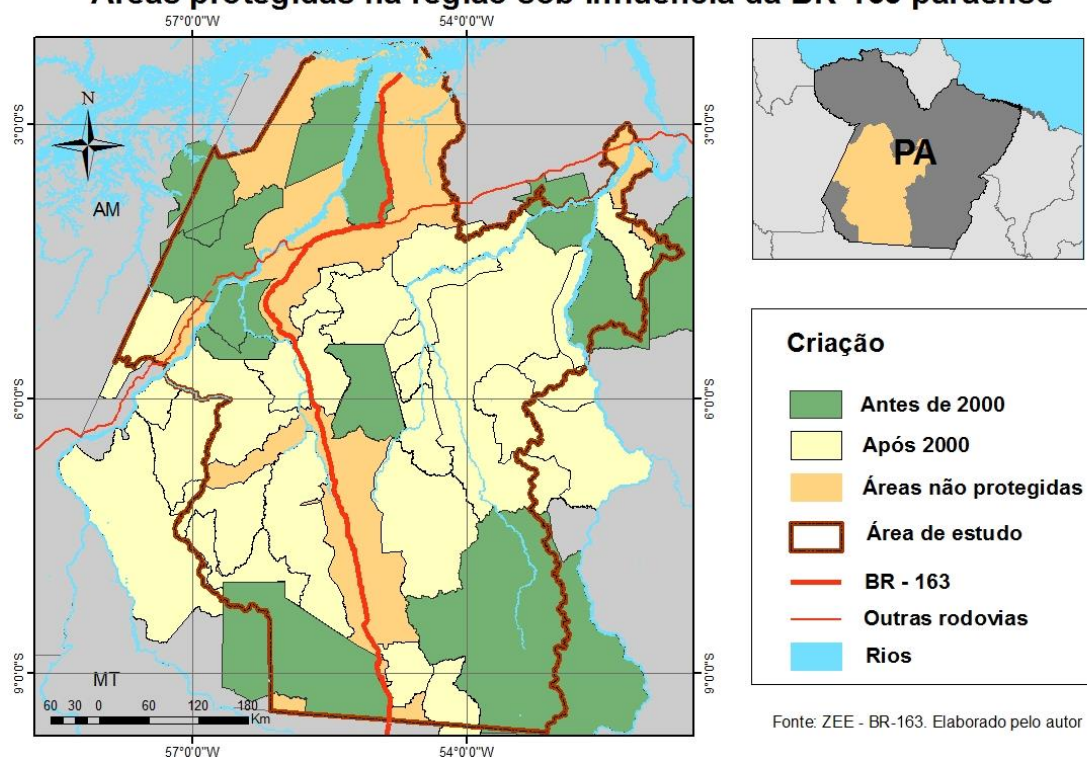 Áreas protegidas na região sob influência da BR-163 paraense
57°0'0"W 54°0'0"W
N
3°0'0"S 3°0'0"S
AM
6°0'0"S 6°0'0"S
9°0'0"S 9°0'0"S
MT
60 30 0 60 120 180
Km
57°0'0"W 54°0'0"W
PA
Criação
Antes de 2000
Após 2000
Áreas não protegidas
Área de estudo
BR - 163
Outras rodovias
Rios
Fonte: ZEE - BR-163. Elaborado pelo autor